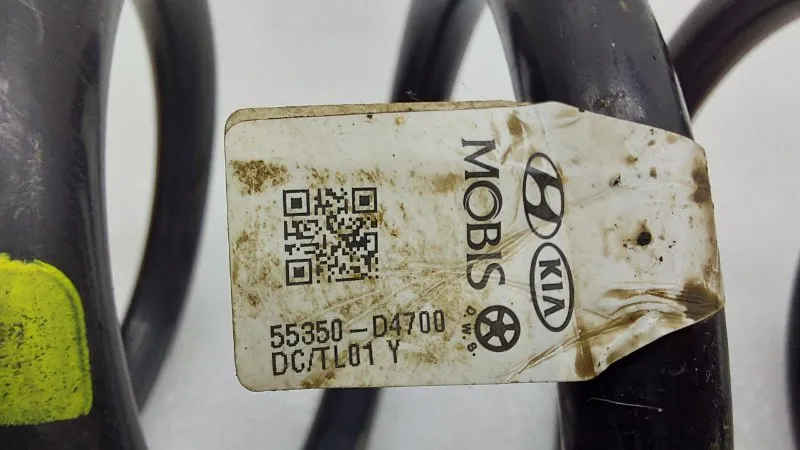 MOBIS
KIA
O.W.S.
55350-D4700
DC/TL01 Y